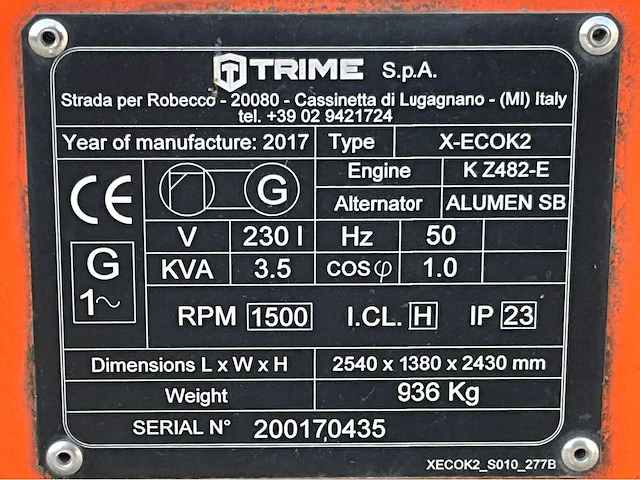 TRIME S.p.A.
Strada per Robecco - 20080 - Cassinetta di Lugagnano - (MI) Italy
tel. +39 02 9421724
Year of manufacture: 2017 Type X-ECOK2
Engine K Z482-E
CE G Alternator ALUMEN SB
V 230 I Hz 50
G KVA 3.5 COS φ 1.0
1~ RPM 1500 I.CL. H IP 23
Dimensions L x W x H 2540 x 1380 x 2430 mm
Weight 936 Kg
SERIAL N° 200170435
XECOK2_S010_277B